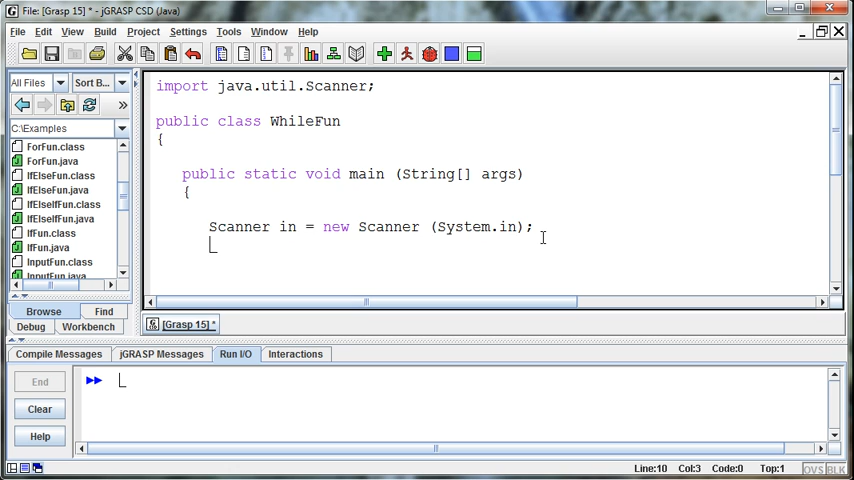 File: [Grasp 15] * - jGRASP CSD (Java)
File Edit View Build Project Settings Tools Window Help
All Files Sort B...
C:\Examples
ForFun.class
ForFun.java
IfElseFun.class
IfElseFun.java
IfElseIfFun.class
IfElseIfFun.java
IfFun.class
IfFun.java
InputFun.class
InputFun.java
Browse Find
Debug Workbench
import java.util.Scanner;
public class WhileFun
{
public static void main (String[] args)
{
Scanner in = new Scanner (System.in);
[Grasp 15] *
Compile Messages jGRASP Messages Run I/O Interactions
End
Clear
Help
Line:10 Col:3 Code:0 Top:1 OVS BLK